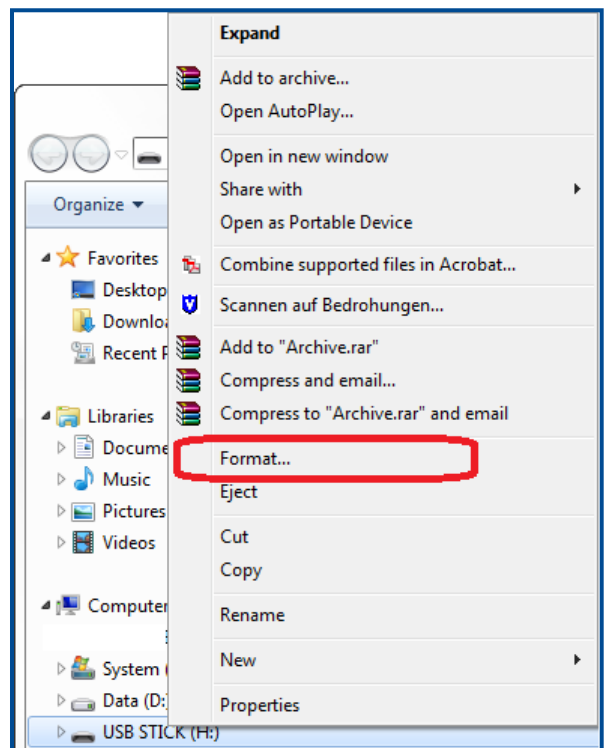 Expand
Add to archive...
Open AutoPlay...
Open in new window
Share with
Open as Portable Device
Combine supported files in Acrobat...
Scannen auf Bedrohungen...
Add to "Archive.rar"
Compress and email...
Compress to "Archive.rar" and email
Format...
Eject
Cut
Copy
Rename
New
Properties
Organize
Favorites
Desktop
Recent
Libraries
Music
Pictures
Videos
Computer
System
Data (D:
USB STICK (H:)